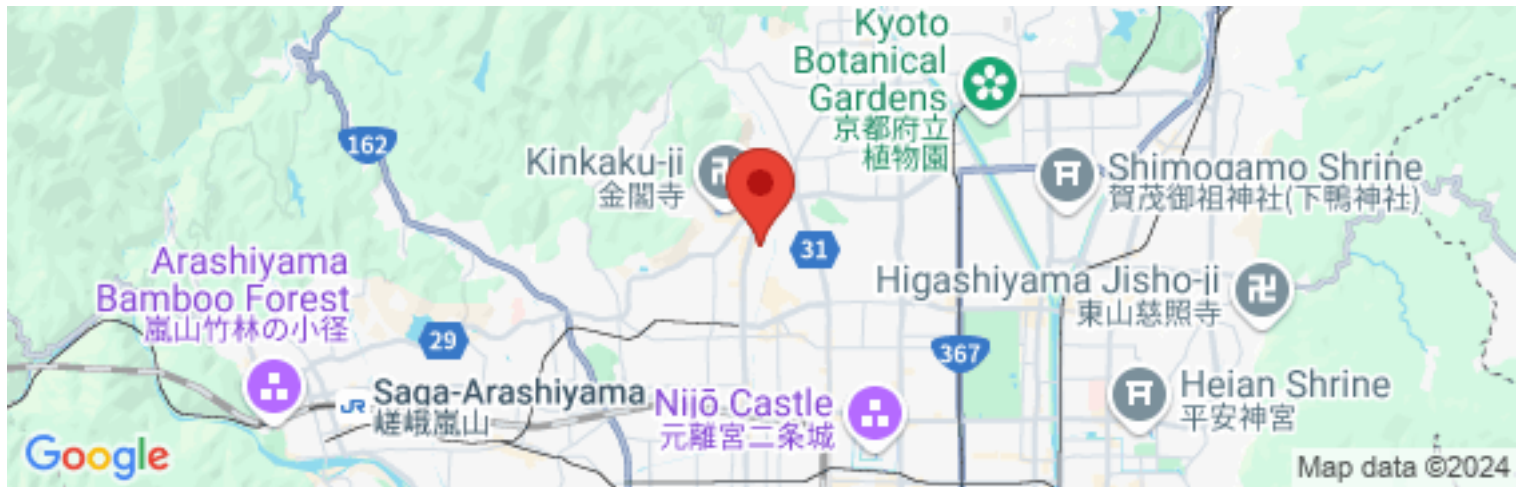 Kyoto
Botanical
Gardens
京都府立
植物園
162
Kinkaku-ji
金閣寺
Shimogamo Shrine
賀茂御祖神社(下鴨神社)
31
Arashiyama
Bamboo Forest
嵐山竹林の小径
Higashiyama Jisho-ji
東山慈照寺
29
367
Saga-Arashiyama
嵯峨嵐山
JR
Nijō Castle
元離宮二条城
Heian Shrine
平安神宮
Google
Map data ©2024